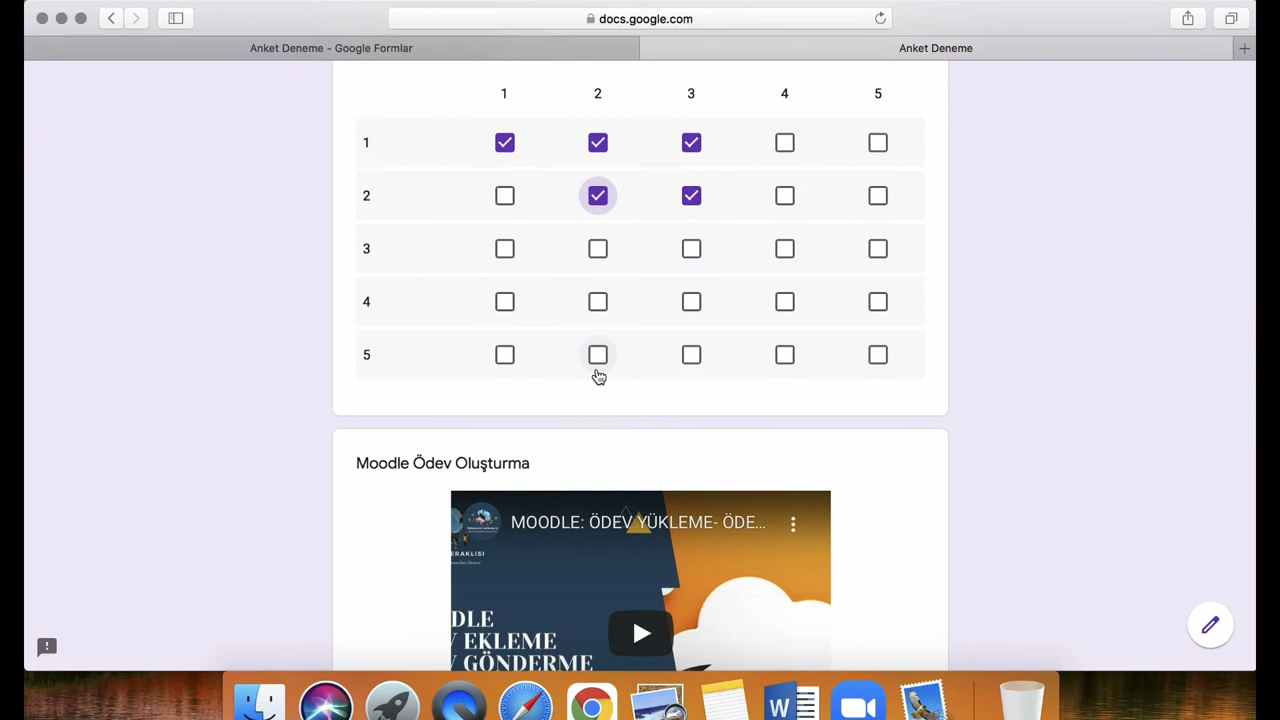 docs.google.com
Anket Deneme - Google Formlar
Anket Deneme
1 2 3 4 5
1
2
3
4
5
Moodle Ödev Oluşturma
MOODLE: ÖDEV YÜKLEME- ÖDE...
ERAKLISI
DLE
EKLEME
GÖNDERME
W